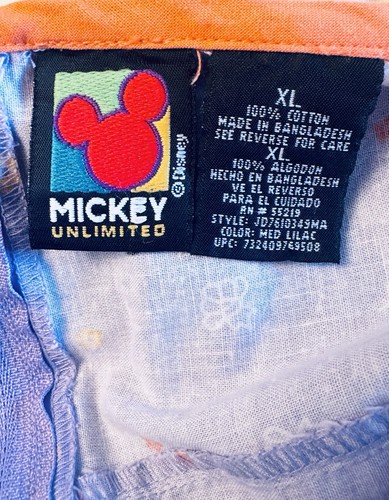 © Disney
MICKEY
UNLIMITED
XL
100% COTTON
MADE IN BANGLADESH
SEE REVERSE FOR CARE
XL
100% ALGODON
HECHO EN BANGLADESH
VE EL REVERSO
PARA EL CUIDADO
RN # 55219
STYLE: JD7610349MA
COLOR: MED LILAC
UPC: 732409769508